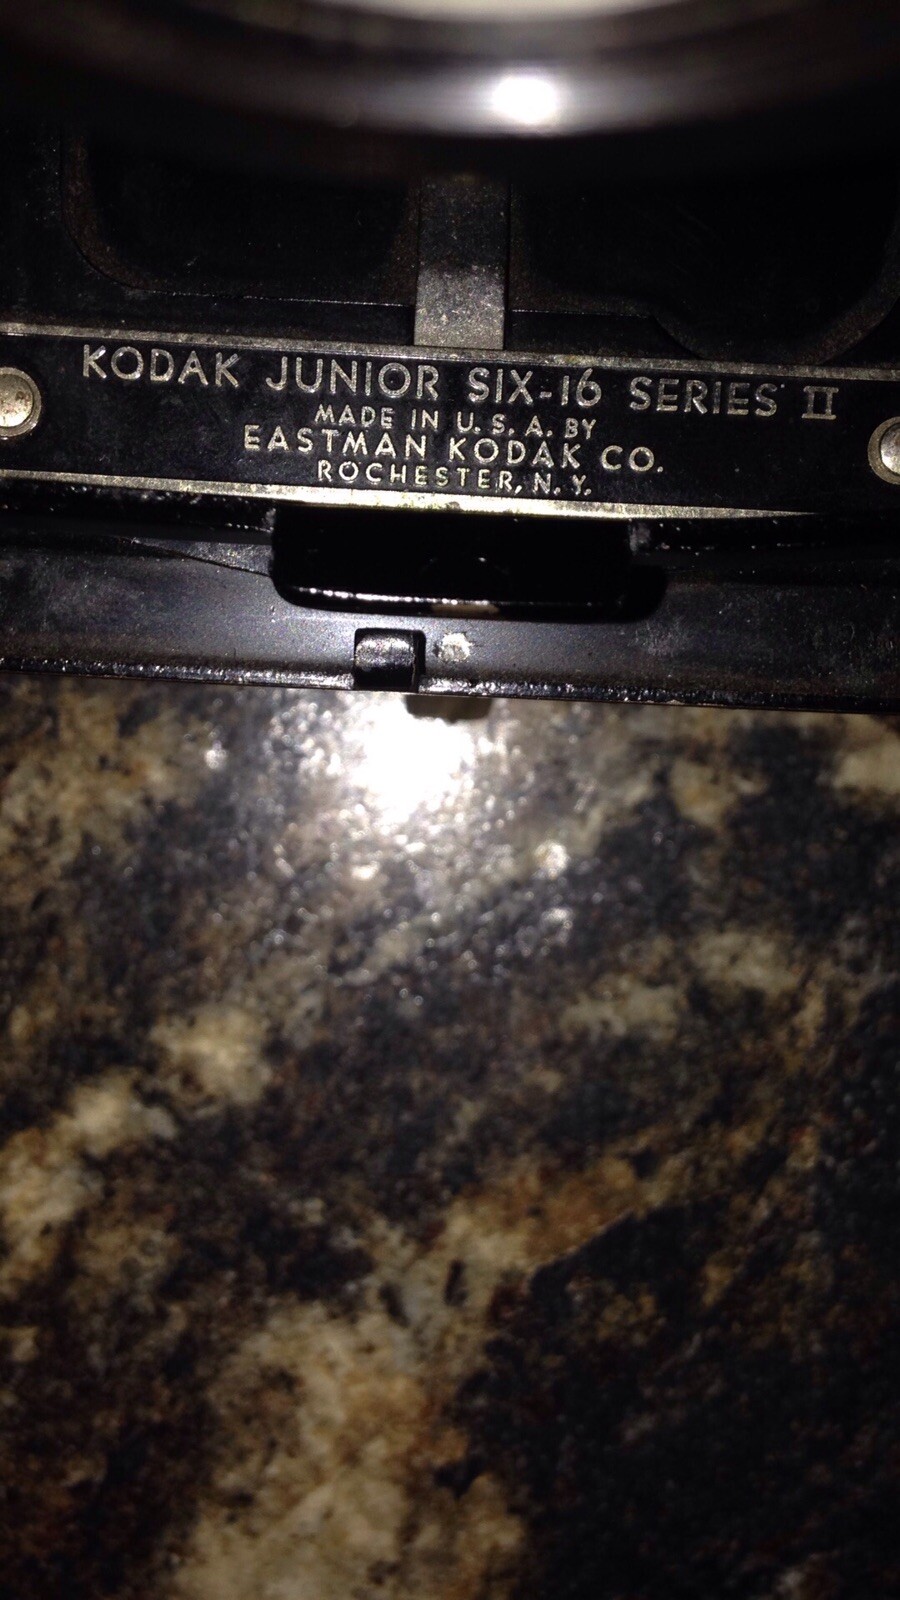 KODAK JUNIOR SIX-16 SERIES II
MADE IN U.S.A. BY
EASTMAN KODAK CO.
ROCHESTER, N.Y.